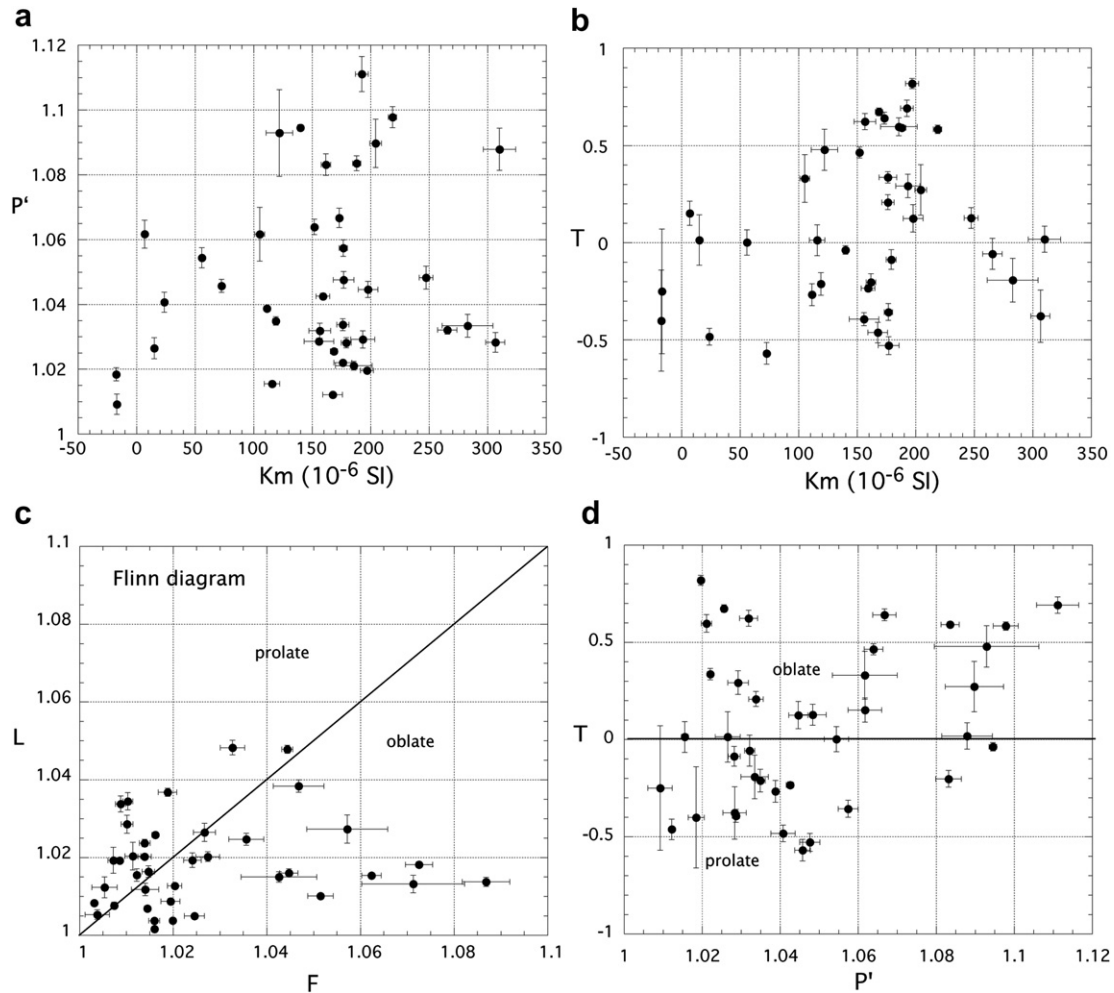 a
1.12
1.1
1.08
P'
1.06
1.04
1.02
1
-50 0 50 100 150 200 250 300 350
Km (10-6 SI)
b
1
0.5
T 0
-0.5
-1
-50 0 50 100 150 200 250 300 350
Km (10-6 SI)
c
1.1
Flinn diagram
1.08
prolate
1.06
L
oblate
1.04
1.02
1
1 1.02 1.04 1.06 1.08 1.1
F
d
1
0.5
oblate
T 0
-0.5
prolate
-1
1 1.02 1.04 1.06 1.08 1.1 1.12
P'